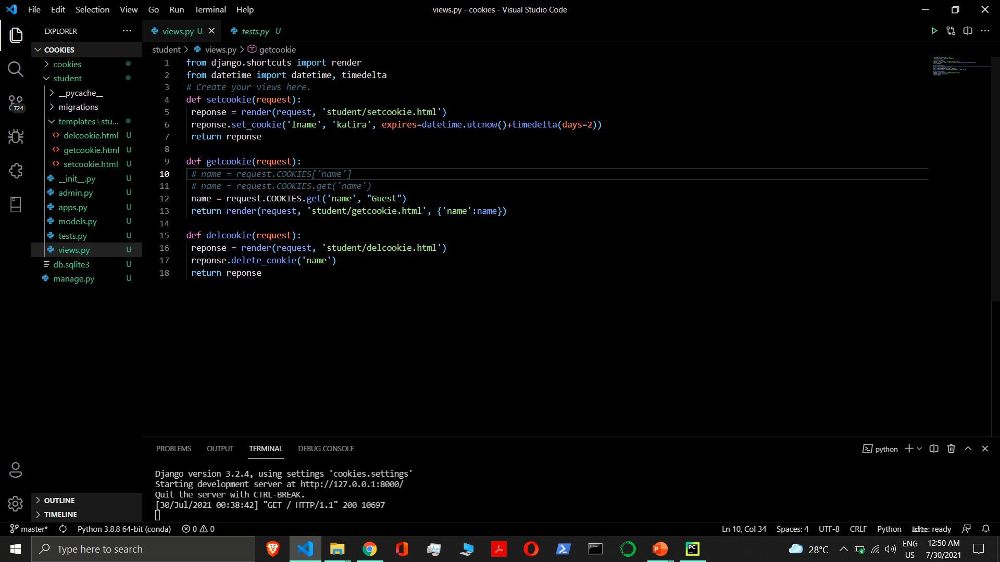 File Edit Selection View Go Run Terminal Help
views.py - cookies - Visual Studio Code
EXPLORER
COOKIES
cookies
student
__pycache__
migrations
templates\stu...
delcookie.html U
getcookie.html U
setcookie.html U
__init__.py U
admin.py U
apps.py U
models.py U
tests.py U
views.py U
db.sqlite3 U
manage.py U
724
OUTLINE
TIMELINE
views.py U
tests.py U
student > views.py > getcookie
1 from django.shortcuts import render
2 from datetime import datetime, timedelta
3 # Create your views here.
4 def setcookie(request):
5 reponse = render(request, 'student/setcookie.html')
6 reponse.set_cookie('lname', 'katira', expires=datetime.utcnow()+timedelta(days=2))
7 return reponse
8
9 def getcookie(request):
10 # name = request.COOKIES['name']
11 # name = request.COOKIES.get('name')
12 name = request.COOKIES.get('name', "Guest")
13 return render(request, 'student/getcookie.html', {'name':name})
14
15 def delcookie(request):
16 reponse = render(request, 'student/delcookie.html')
17 reponse.delete_cookie('name')
18 return reponse
PROBLEMS OUTPUT TERMINAL DEBUG CONSOLE
python
Django version 3.2.4, using settings 'cookies.settings'
Starting development server at http://127.0.0.1:8000/
Quit the server with CTRL-BREAK.
[30/Jul/2021 00:38:42] "GET / HTTP/1.1" 200 10697
master* Python 3.8.8 64-bit (conda) 0 0
Ln 10, Col 34 Spaces: 4 UTF-8 CRLF Python kite: ready
Type here to search
P
PC
28°C
ENG
US
12:50 AM
7/30/2021